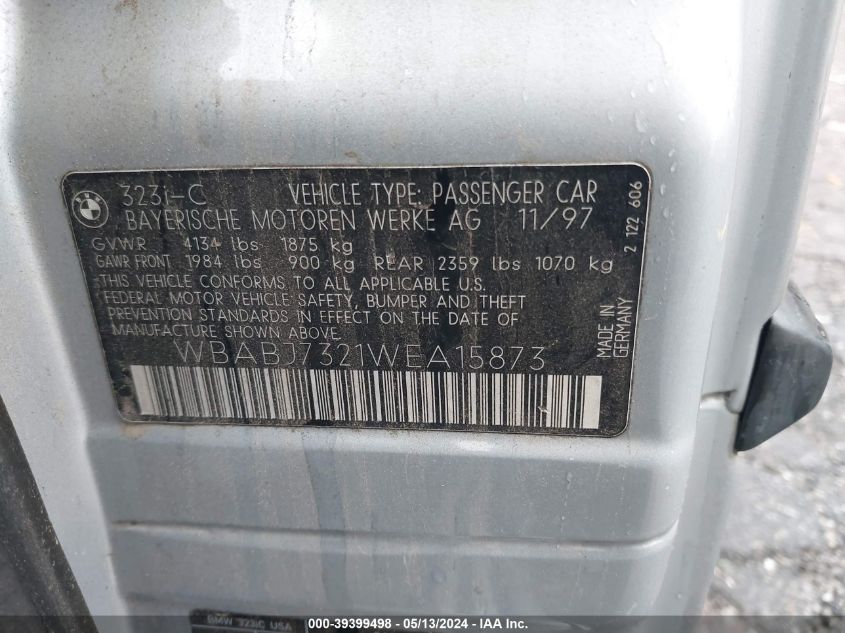 323i-C VEHICLE TYPE: PASSENGER CAR
BAYERISCHE MOTOREN WERKE AG 11/97
GVWR 4134 lbs 1875 kg
GAWR FRONT 1984 lbs 900 kg REAR 2359 lbs 1070 kg
THIS VEHICLE CONFORMS TO ALL APPLICABLE U.S.
FEDERAL MOTOR VEHICLE SAFETY, BUMPER AND THEFT
PREVENTION STANDARDS IN EFFECT ON THE DATE OF
MANUFACTURE SHOWN ABOVE.
WBABJ7321WEA15873
MADE IN
GERMANY
2 122 606
BMW 323iC USA
000-39399498 - 05/13/2024 - IAA Inc.